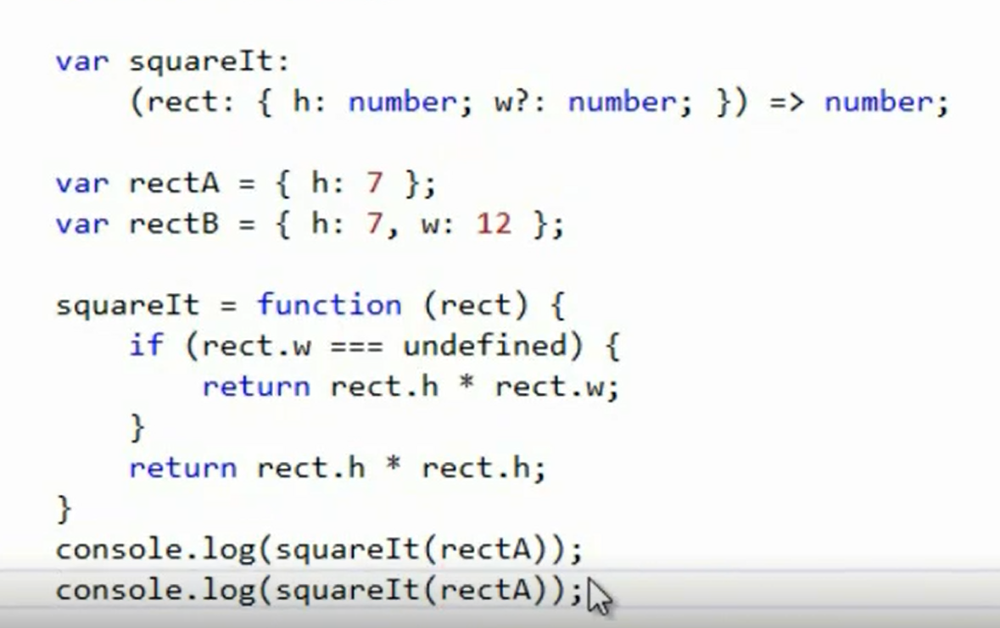 var squareIt:
    (rect: { h: number; w?: number; }) => number;
var rectA = { h: 7 };
var rectB = { h: 7, w: 12 };
squareIt = function (rect) {
    if (rect.w === undefined) {
        return rect.h * rect.w;
    }
    return rect.h * rect.h;
}
console.log(squareIt(rectA));
console.log(squareIt(rectA));